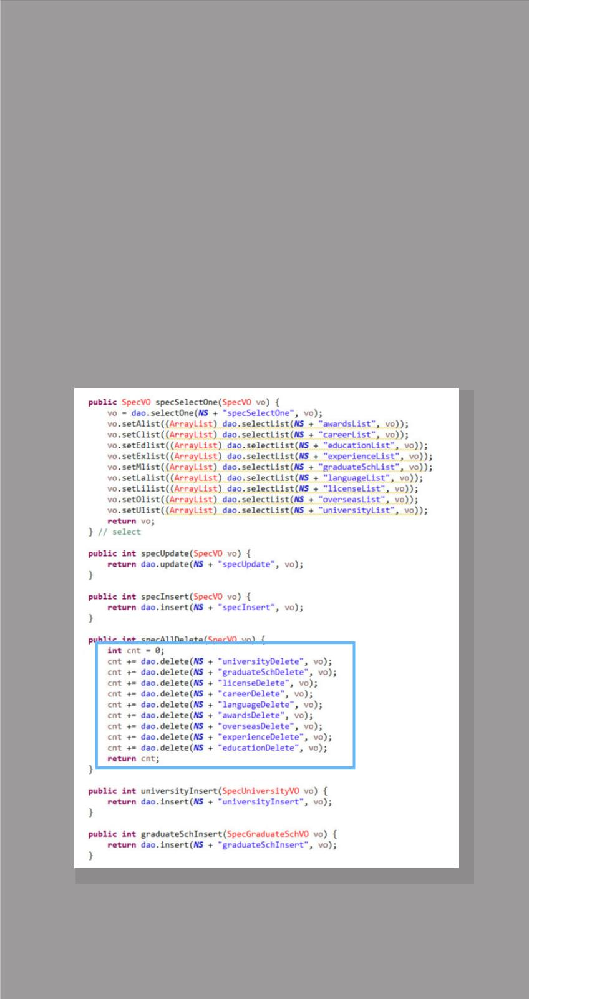 public SpecVO specSelectOne(SpecVO vo) {
    vo = dao.selectOne(NS + "specSelectOne", vo);
    vo.setAlist((ArrayList) dao.selectList(NS + "awardsList", vo));
    vo.setClist((ArrayList) dao.selectList(NS + "careerList", vo));
    vo.setEdlist((ArrayList) dao.selectList(NS + "educationList", vo));
    vo.setExlist((ArrayList) dao.selectList(NS + "experienceList", vo));
    vo.setMlist((ArrayList) dao.selectList(NS + "graduateSchList", vo));
    vo.setLalist((ArrayList) dao.selectList(NS + "languageList", vo));
    vo.setLilist((ArrayList) dao.selectList(NS + "licenseList", vo));
    vo.setOlist((ArrayList) dao.selectList(NS + "overseasList", vo));
    vo.setUlist((ArrayList) dao.selectList(NS + "universityList", vo));
    return vo;
} // select
public int specUpdate(SpecVO vo) {
    return dao.update(NS + "specUpdate", vo);
}
public int specInsert(SpecVO vo) {
    return dao.insert(NS + "specInsert", vo);
}
public int specAllDelete(SpecVO vo) {
    int cnt = 0;
    cnt += dao.delete(NS + "universityDelete", vo);
    cnt += dao.delete(NS + "graduateSchDelete", vo);
    cnt += dao.delete(NS + "licenseDelete", vo);
    cnt += dao.delete(NS + "careerDelete", vo);
    cnt += dao.delete(NS + "languageDelete", vo);
    cnt += dao.delete(NS + "awardsDelete", vo);
    cnt += dao.delete(NS + "overseasDelete", vo);
    cnt += dao.delete(NS + "experienceDelete", vo);
    cnt += dao.delete(NS + "educationDelete", vo);
    return cnt;
}
public int universityInsert(SpecUniversityVO vo) {
    return dao.insert(NS + "universityInsert", vo);
}
public int graduateSchInsert(SpecGraduateSchVO vo) {
    return dao.insert(NS + "graduateSchInsert", vo);
}